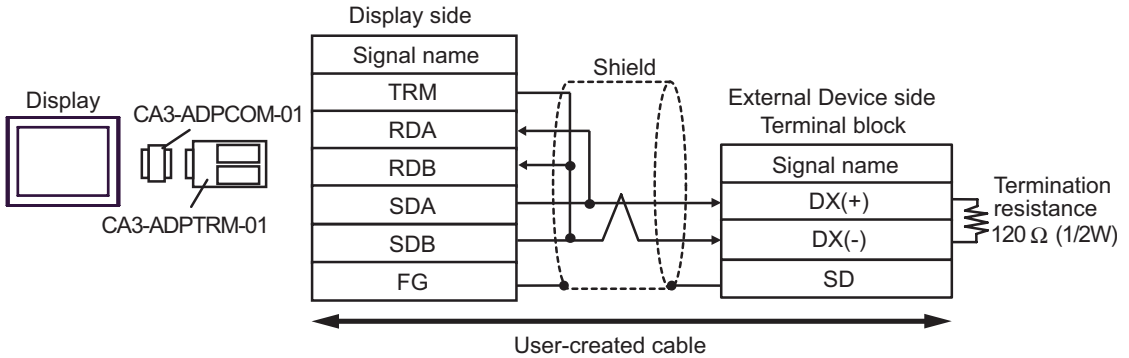 Display side
Signal name
TRM
RDA
RDB
SDA
SDB
FG
Shield
Display
CA3-ADPCOM-01
CA3-ADPTRM-01
External Device side
Terminal block
Signal name
DX(+)
DX(-)
SD
Termination
resistance
120 Ω (1/2W)
User-created cable